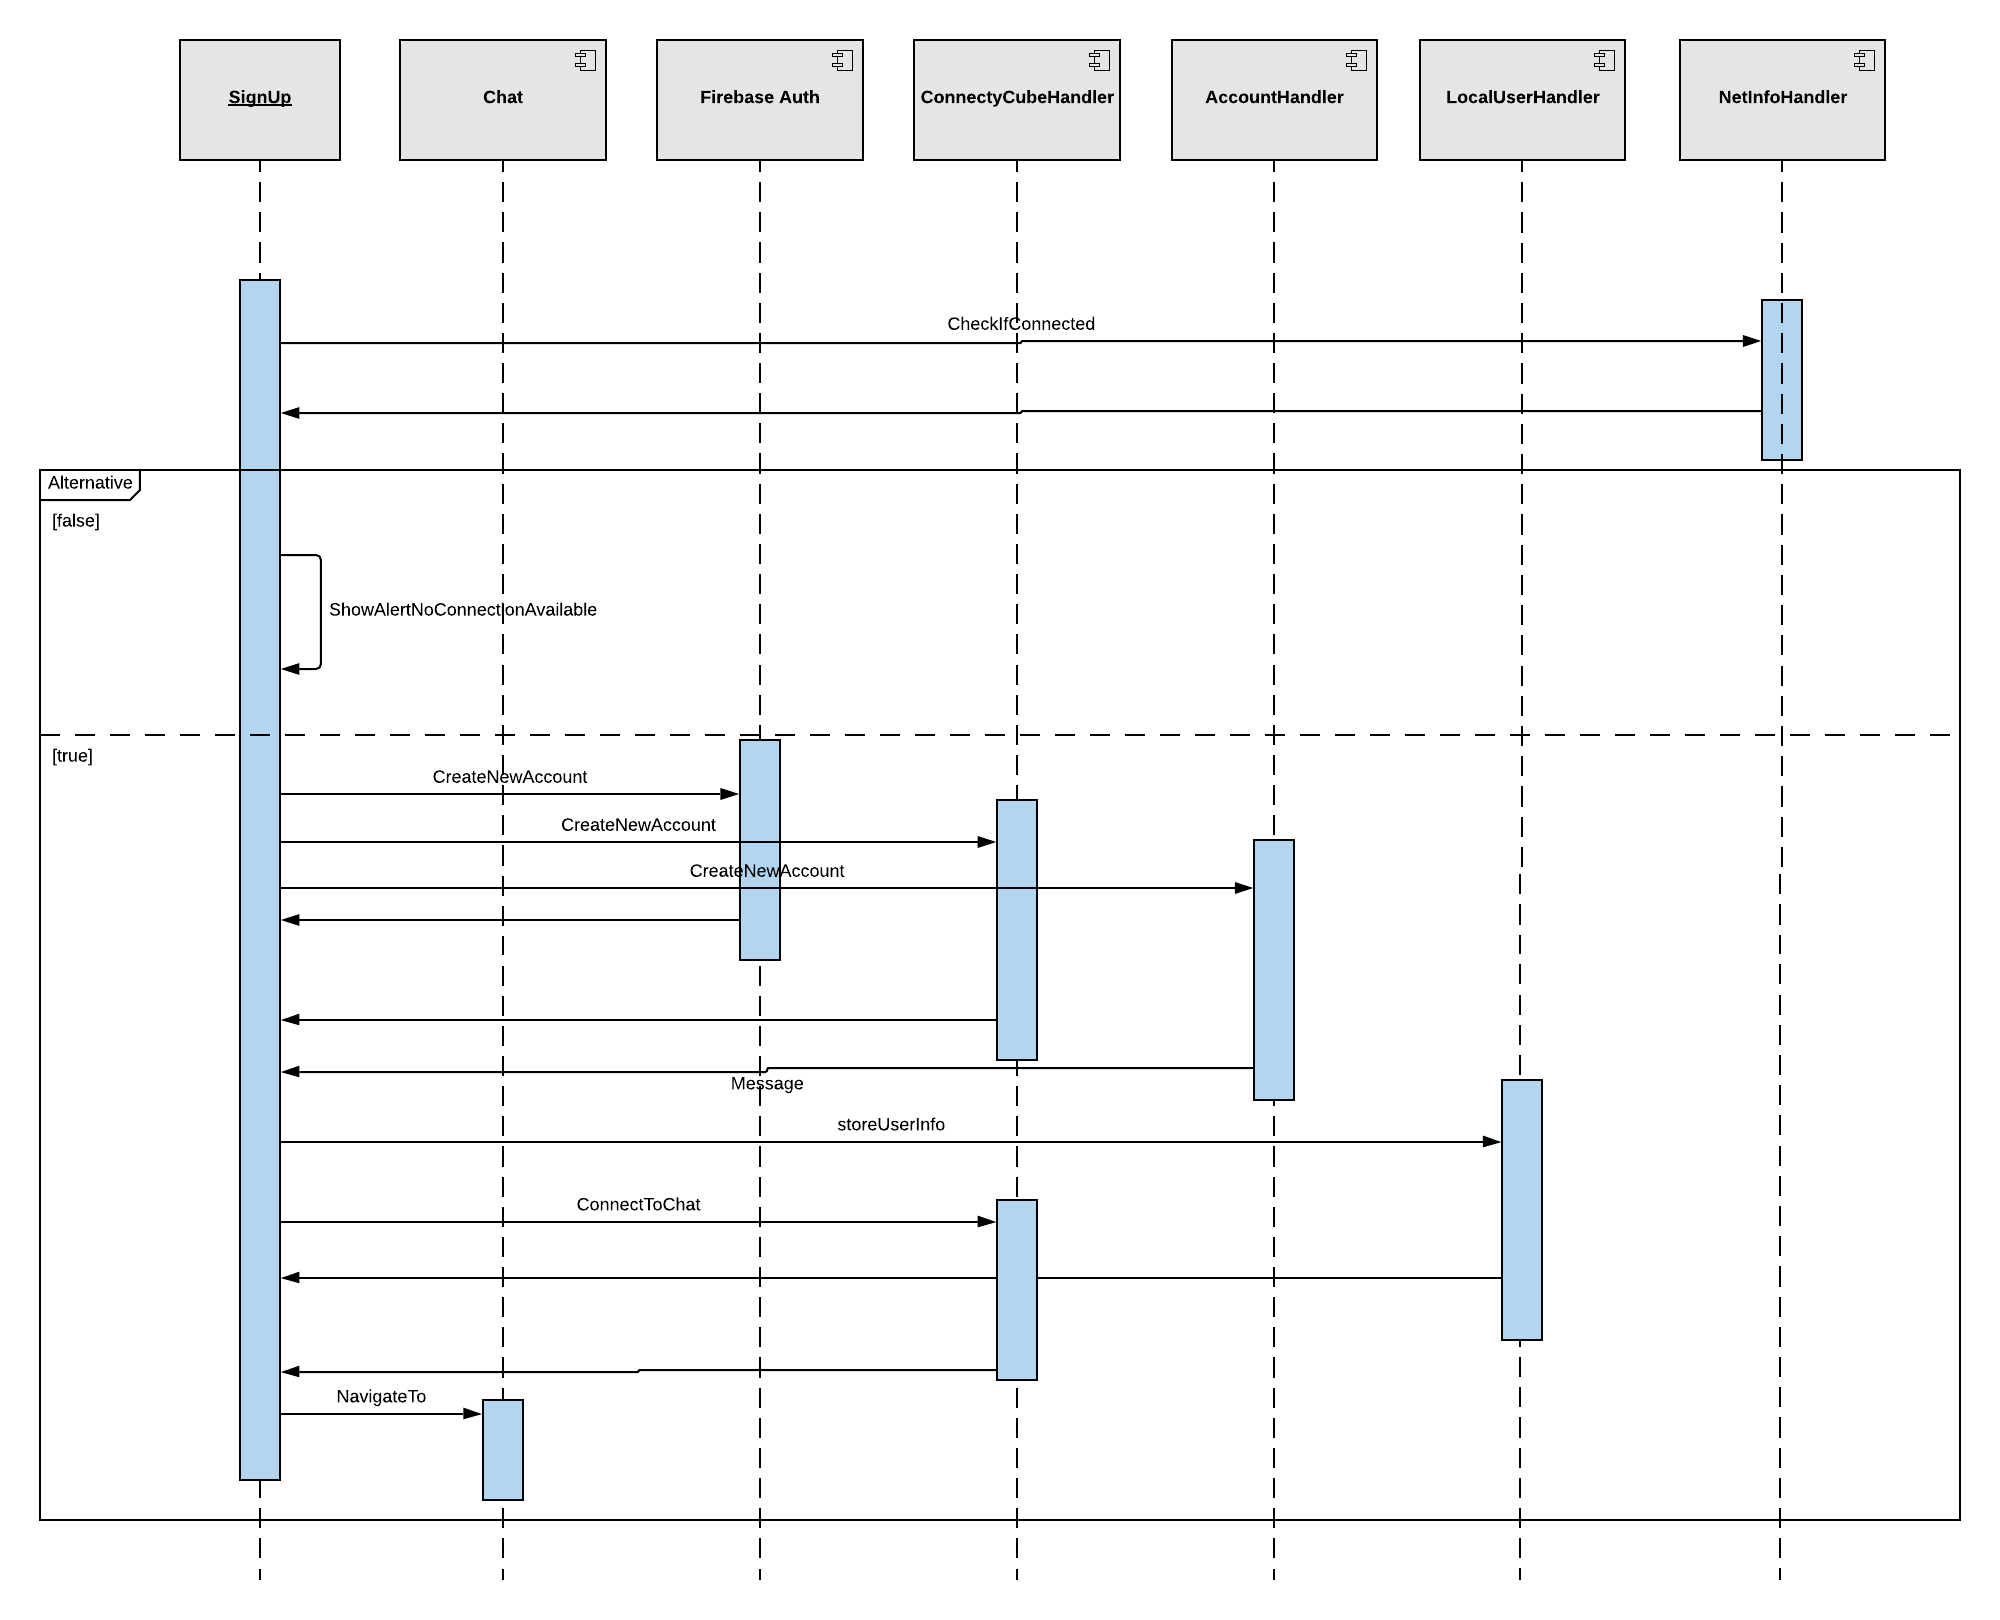 SignUp
Chat
Firebase Auth
ConnectyCubeHandler
AccountHandler
LocalUserHandler
NetInfoHandler
CheckIfConnected
Alternative
[false]
ShowAlertNoConnectionAvailable
[true]
CreateNewAccount
CreateNewAccount
CreateNewAccount
Message
storeUserInfo
ConnectToChat
NavigateTo